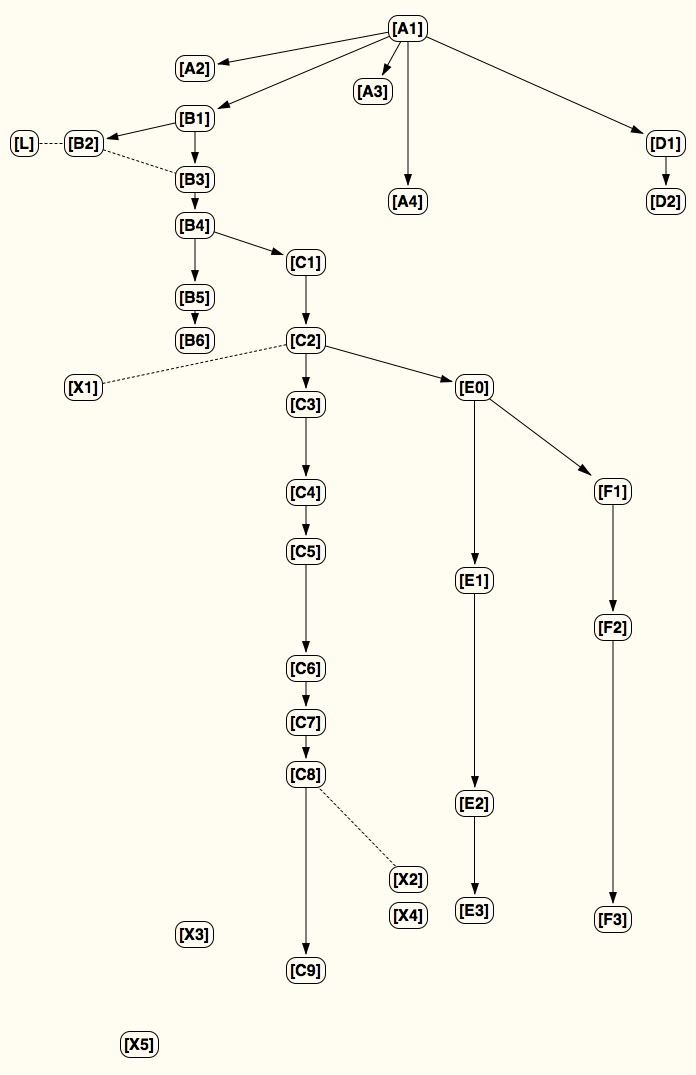 [A1]
[A2]
[A3]
[B1]
[L]
[B2]
[D1]
[B3]
[A4]
[D2]
[B4]
[C1]
[B5]
[B6]
[C2]
[X1]
[E0]
[C3]
[C4]
[F1]
[C5]
[E1]
[F2]
[C6]
[C7]
[C8]
[E2]
[X2]
[E3]
[X4]
[F3]
[X3]
[C9]
[X5]